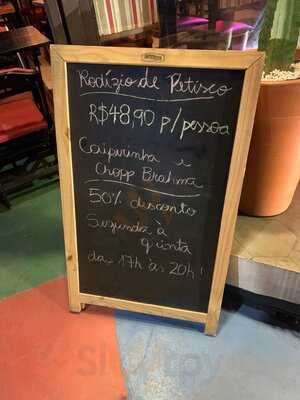 Rodízio de Petisco
R$48,90 p/pessoa
Caipirinha e
Chopp Brahma
50% desconto
Segunda à
quinta
das 17h às 20h!